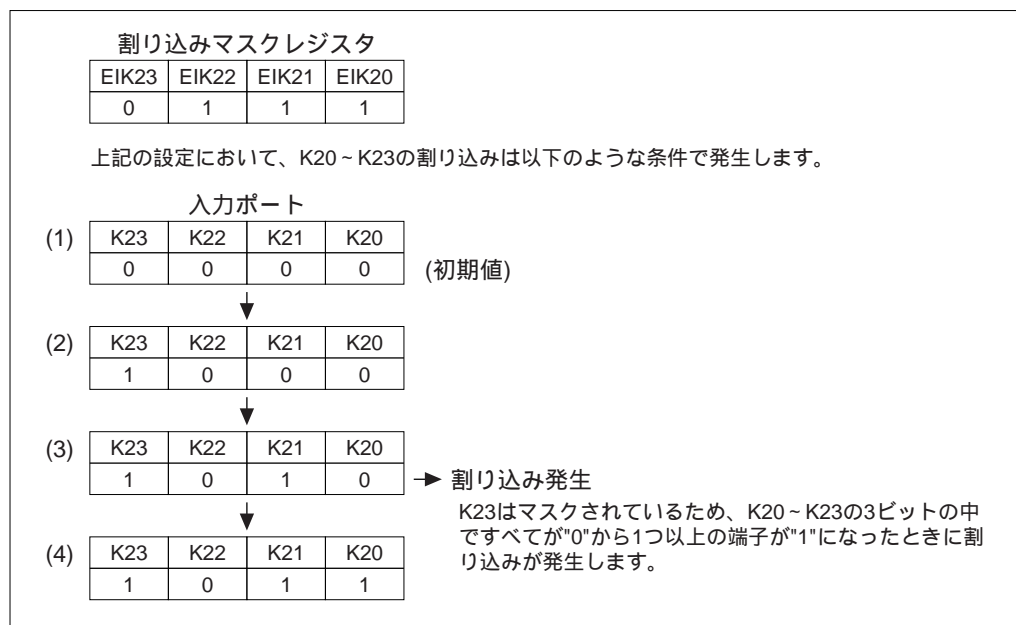 割り込みマスクレジスタ
EIK23 EIK22 EIK21 EIK20
0 1 1 1
上記の設定において、K20~K23の割り込みは以下のような条件で発生します。
入力ポート
(1) K23 K22 K21 K20
0 0 0 0 (初期値)
(2) K23 K22 K21 K20
1 0 0 0
(3) K23 K22 K21 K20
1 0 1 0 割り込み発生
K23はマスクされているため、K20~K23の3ビットの中
ですべてが"0"から1つ以上の端子が"1"になったときに割
り込みが発生します。
(4) K23 K22 K21 K20
1 0 1 1